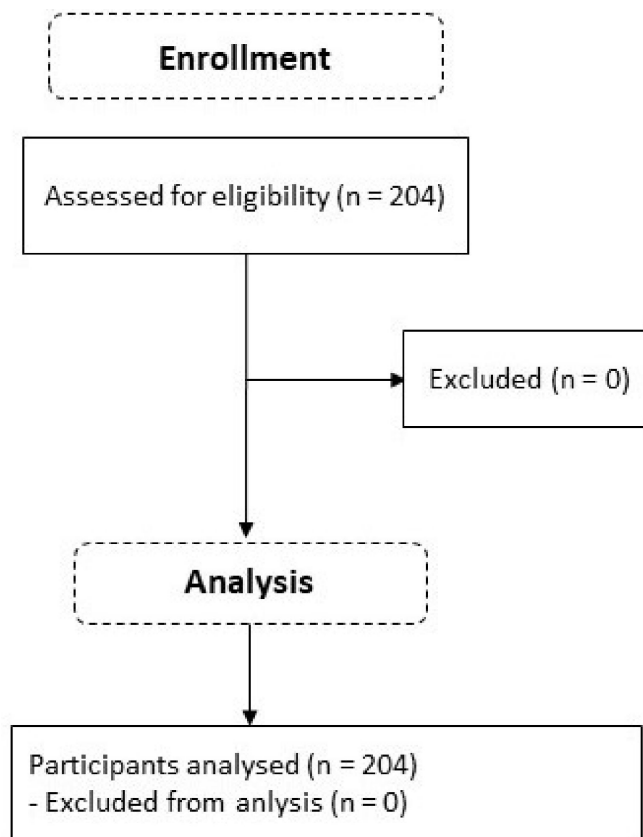 Enrollment
Assessed for eligibility (n = 204)
Excluded (n = 0)
Analysis
Participants analysed (n = 204)
- Excluded from anlysis (n = 0)